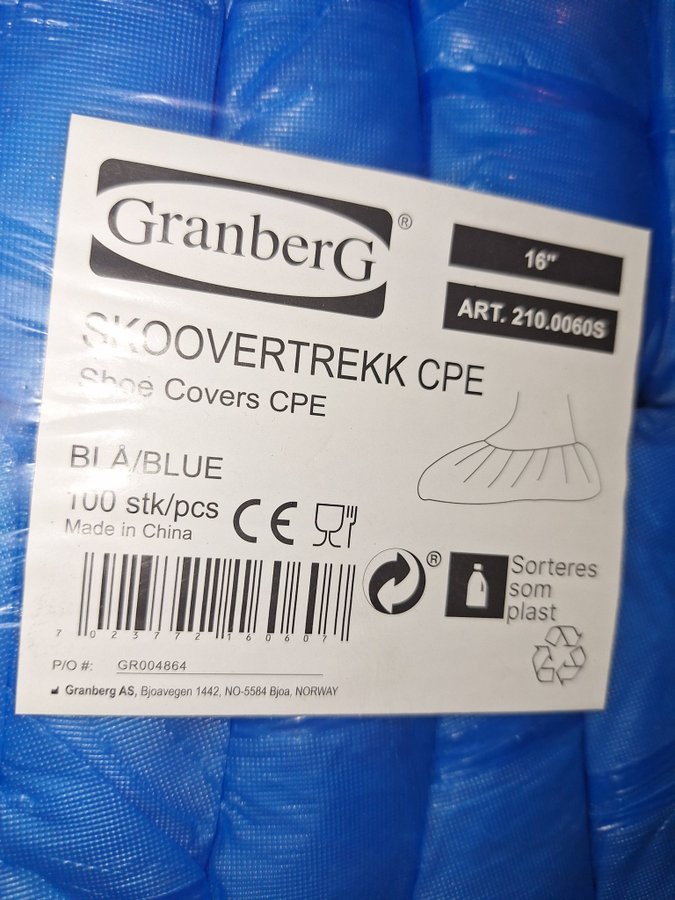 GranberG®
16"
ART. 210.0060S
SKOOVERTREKK CPE
Shoe Covers CPE
BLÅ/BLUE
100 stk/pcs
Made in China
CE
®
Sorteres
som
plast
7 023772 160607
P/O #: GR004864
Granberg AS, Bjoavegen 1442, NO-5584 Bjoa, NORWAY